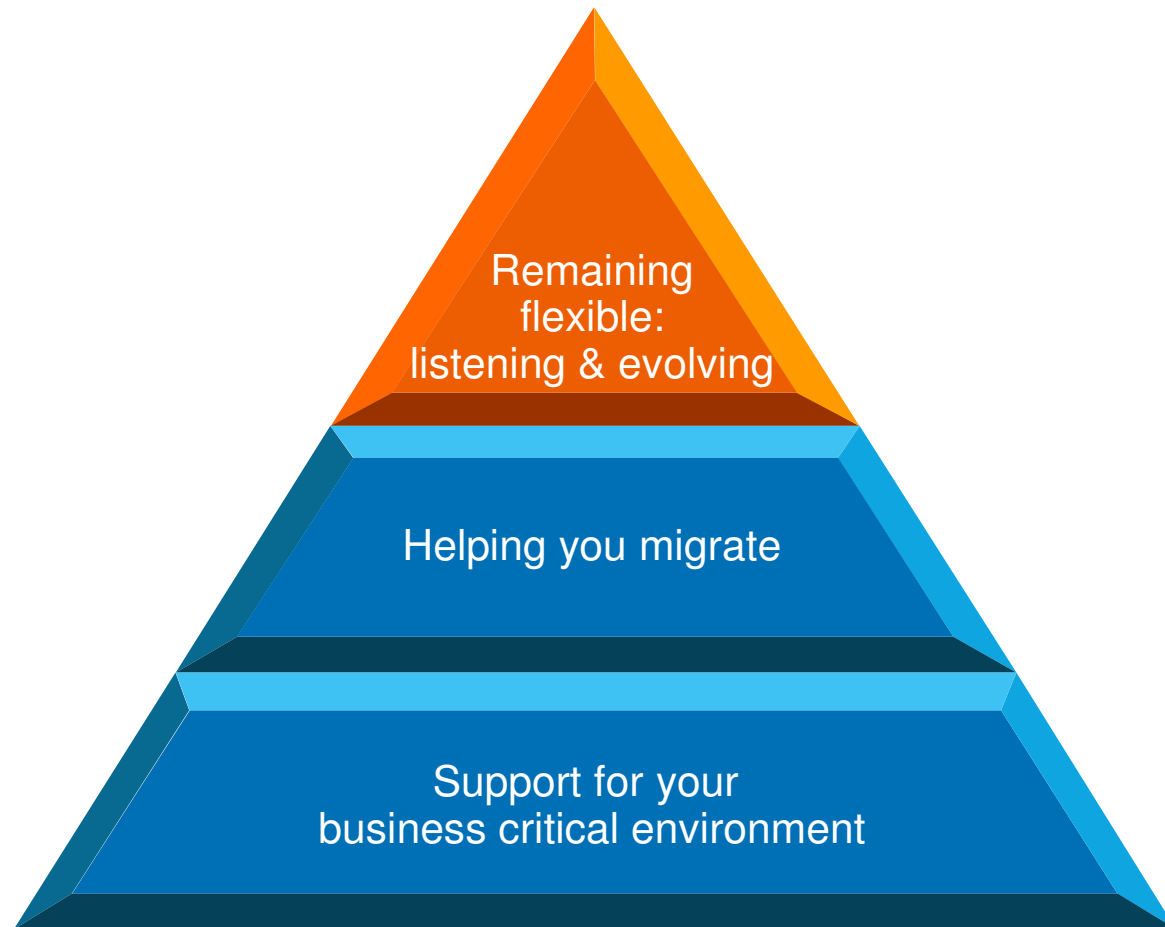 Remaining
flexible:
listening & evolving
Helping you migrate
Support for your
business critical environment